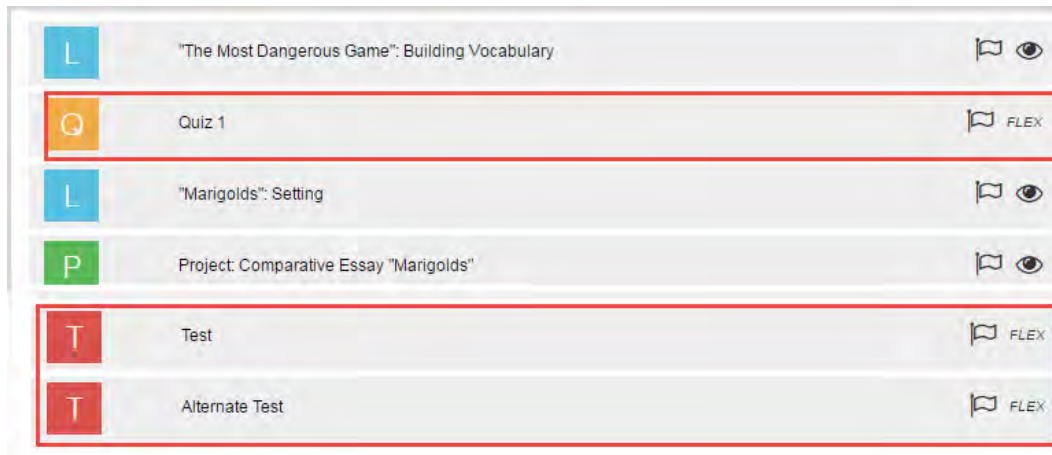 L "The Most Dangerous Game": Building Vocabulary
Q Quiz 1 FLEX
L "Marigolds": Setting
P Project: Comparative Essay "Marigolds"
T Test FLEX
T Alternate Test FLEX